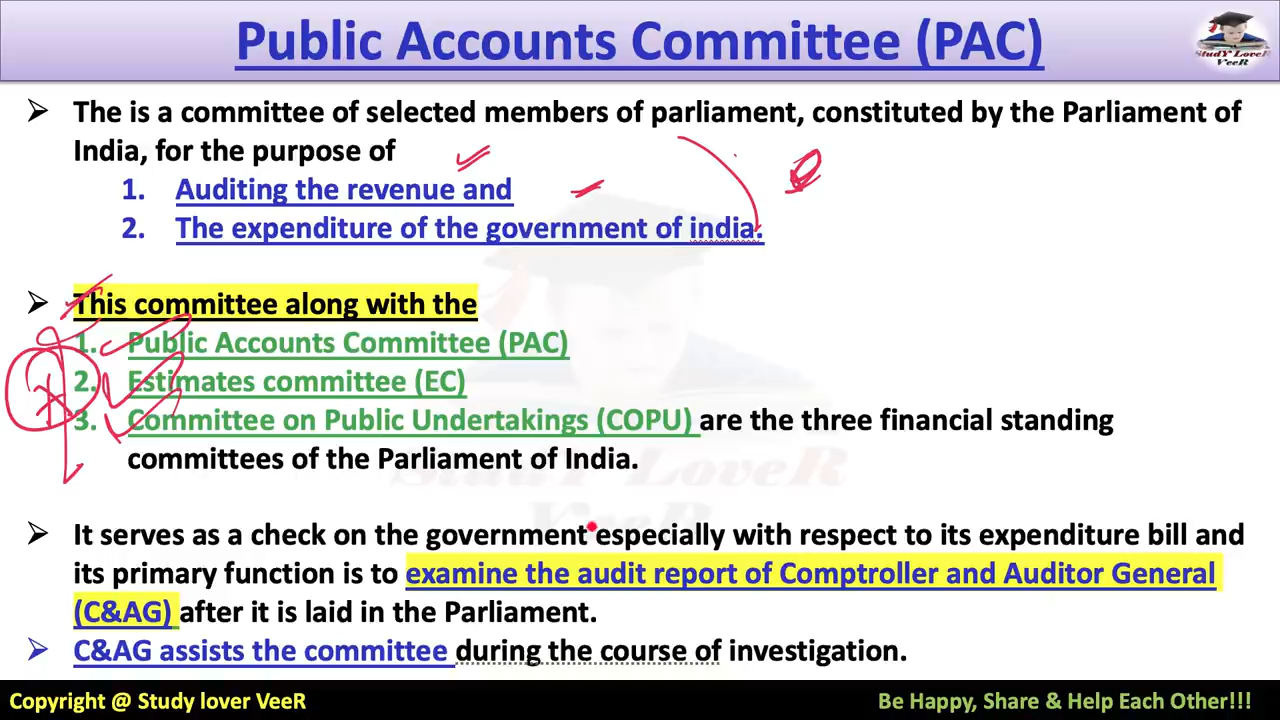 Public Accounts Committee (PAC)
StudY LoveR
VeeR
➤ The is a committee of selected members of parliament, constituted by the Parliament of
India, for the purpose of
1. Auditing the revenue and
2. The expenditure of the government of india.
➤ This committee along with the
1. Public Accounts Committee (PAC)
2. Estimates committee (EC)
3. Committee on Public Undertakings (COPU) are the three financial standing
committees of the Parliament of India.
StudY LoveR
VeeR
➤ It serves as a check on the government especially with respect to its expenditure bill and
its primary function is to examine the audit report of Comptroller and Auditor General
(C&AG) after it is laid in the Parliament.
➤ C&AG assists the committee during the course of investigation.
Copyright @ Study lover VeeR
Be Happy, Share & Help Each Other!!!